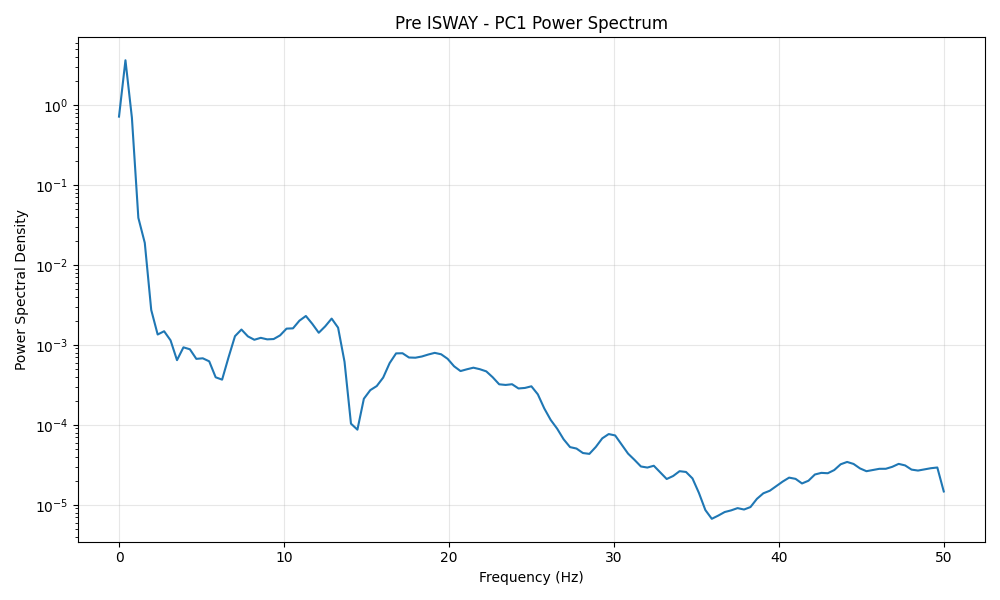 Pre ISWAY - PC1 Power Spectrum
Power Spectral Density
10⁰
10⁻¹
10⁻²
10⁻³
10⁻⁴
10⁻⁵
0 10 20 30 40 50
Frequency (Hz)